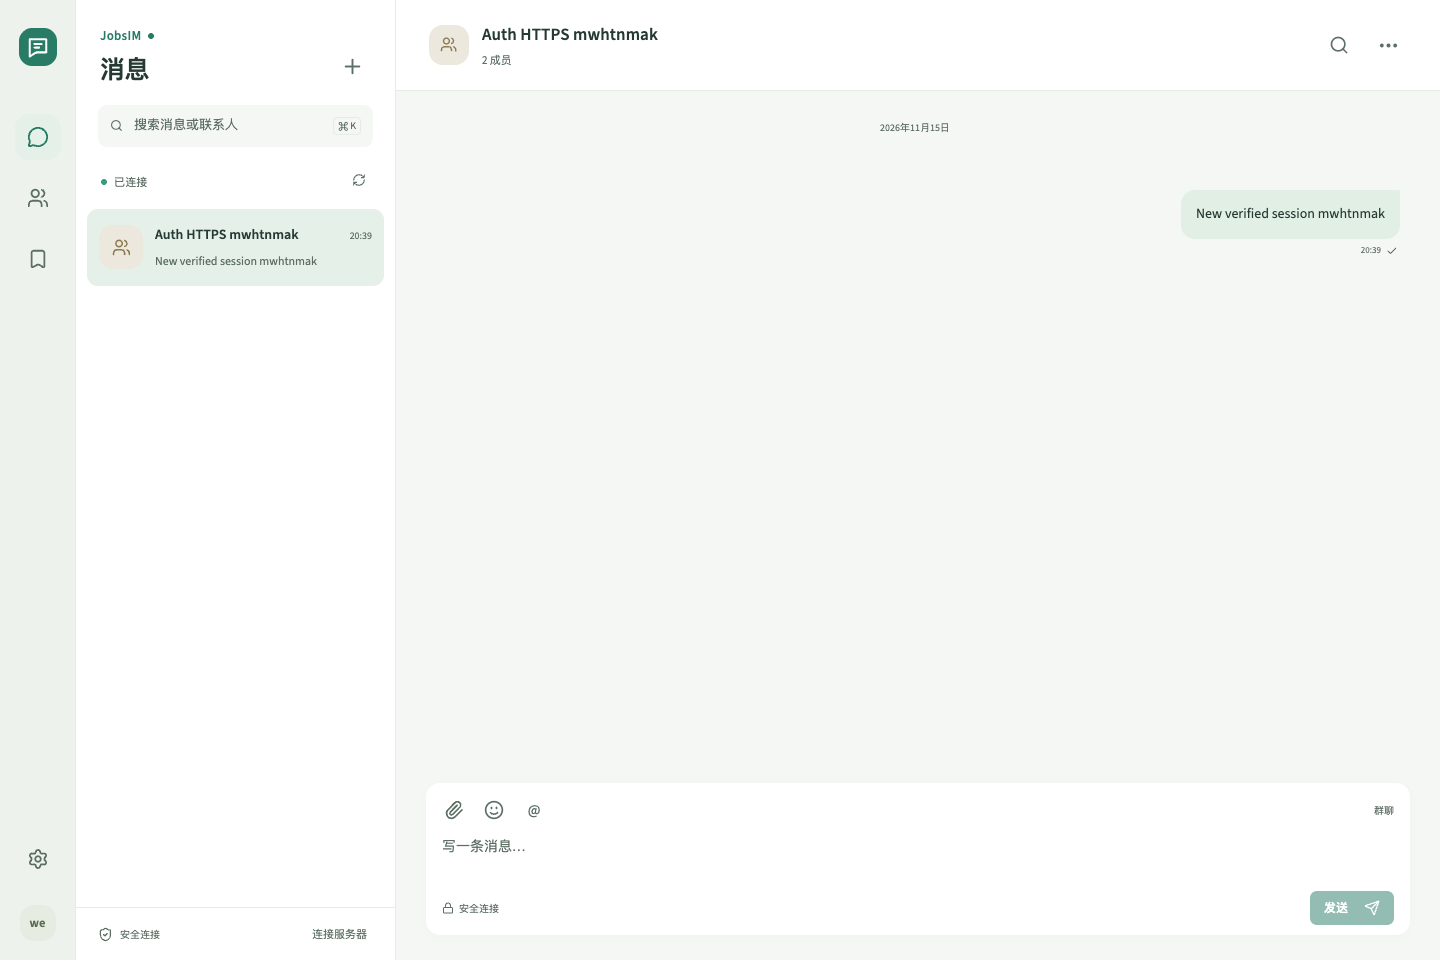 JobsIM
消息
搜索消息或联系人
⌘K
已连接
Auth HTTPS mwhtnmak
20:39
New verified session mwhtnmak
we
安全连接
连接服务器
Auth HTTPS mwhtnmak
2 成员
2026年11月15日
New verified session mwhtnmak
20:39
@
群聊
写一条消息…
安全连接
发送